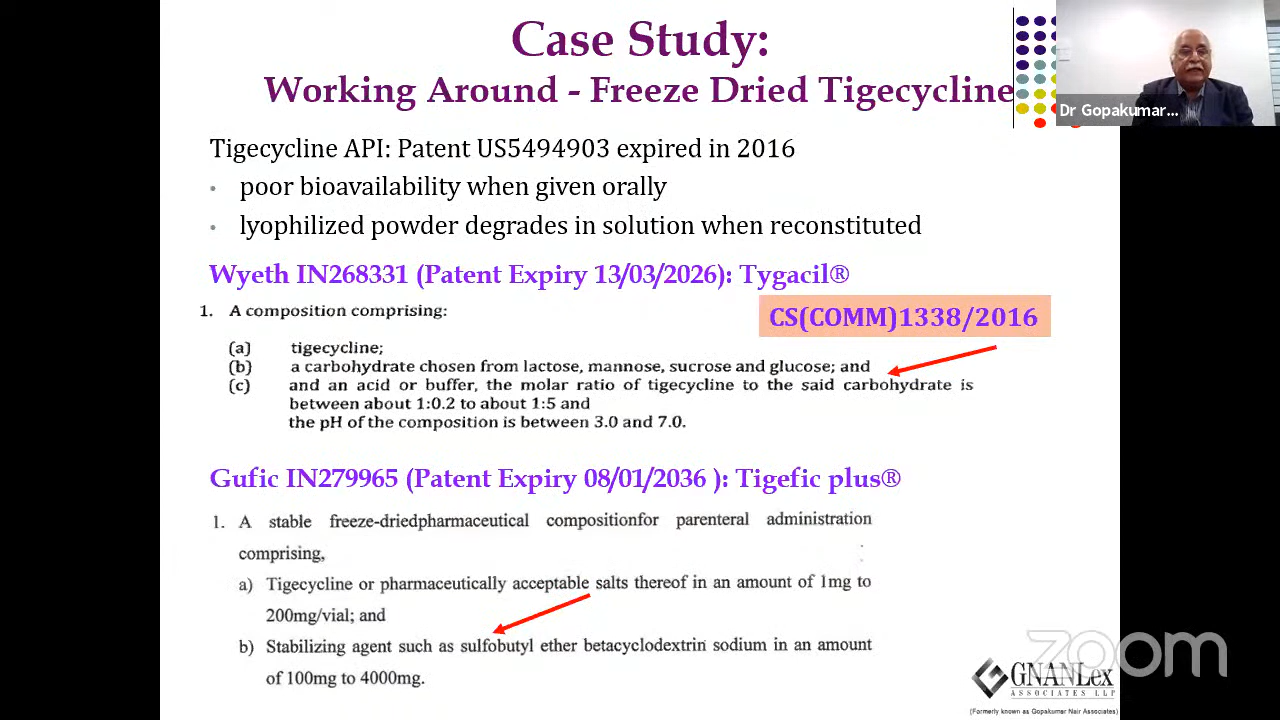 Case Study:
Working Around - Freeze Dried Tigecycline
Dr Gopakumar...
Tigecycline API: Patent US5494903 expired in 2016
• poor bioavailability when given orally
• lyophilized powder degrades in solution when reconstituted
Wyeth IN268331 (Patent Expiry 13/03/2026): Tygacil®
1. A composition comprising:
CS(COMM)1338/2016
(a) tigecycline;
(b) a carbohydrate chosen from lactose, mannose, sucrose and glucose; and
(c) and an acid or buffer, the molar ratio of tigecycline to the said carbohydrate is
between about 1:0.2 to about 1:5 and
the pH of the composition is between 3.0 and 7.0.
Gufic IN279965 (Patent Expiry 08/01/2036 ): Tigefic plus®
1. A stable freeze-driedpharmaceutical compositionfor parenteral administration
comprising,
a) Tigecycline or pharmaceutically acceptable salts thereof in an amount of 1mg to
200mg/vial; and
b) Stabilizing agent such as sulfobutyl ether betacyclodextrin sodium in an amount
of 100mg to 4000mg.
zoom
GNANLex
ASSOCIATES LLP
(Formerly known as Gopakumar Nair Associates)